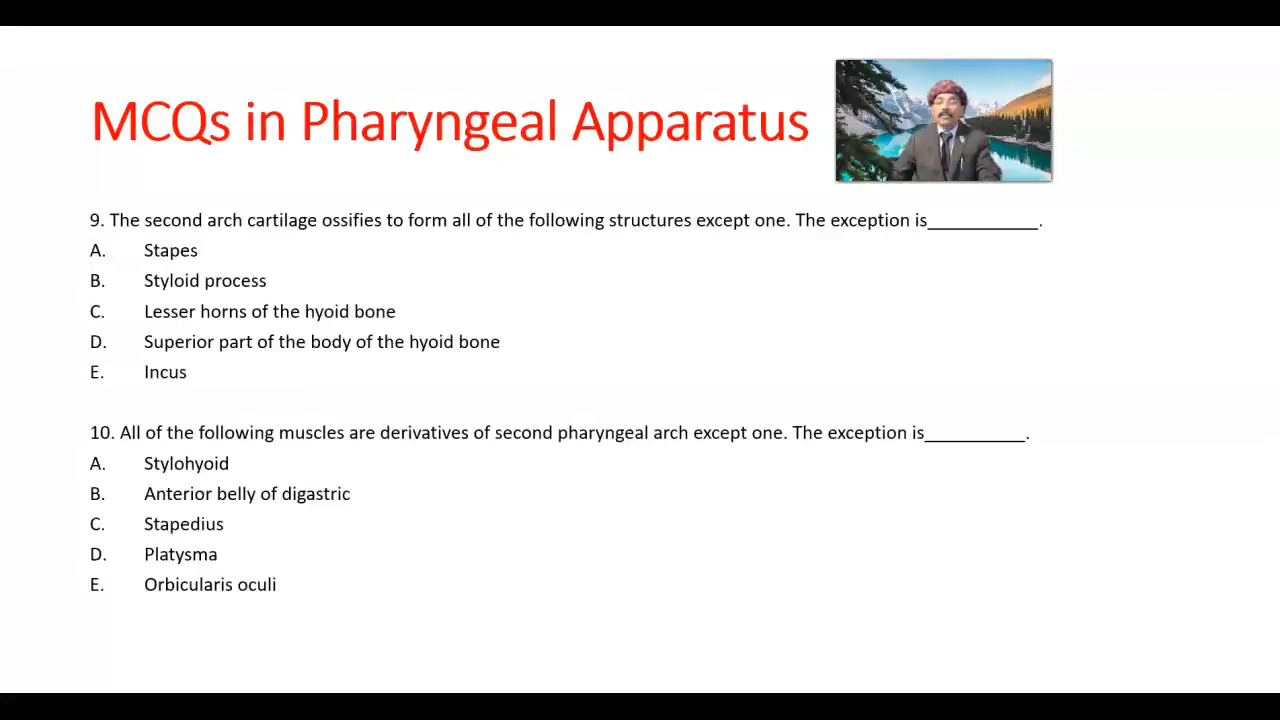 MCQs in Pharyngeal Apparatus
9. The second arch cartilage ossifies to form all of the following structures except one. The exception is___________.
A. Stapes
B. Styloid process
C. Lesser horns of the hyoid bone
D. Superior part of the body of the hyoid bone
E. Incus
10. All of the following muscles are derivatives of second pharyngeal arch except one. The exception is__________.
A. Stylohyoid
B. Anterior belly of digastric
C. Stapedius
D. Platysma
E. Orbicularis oculi